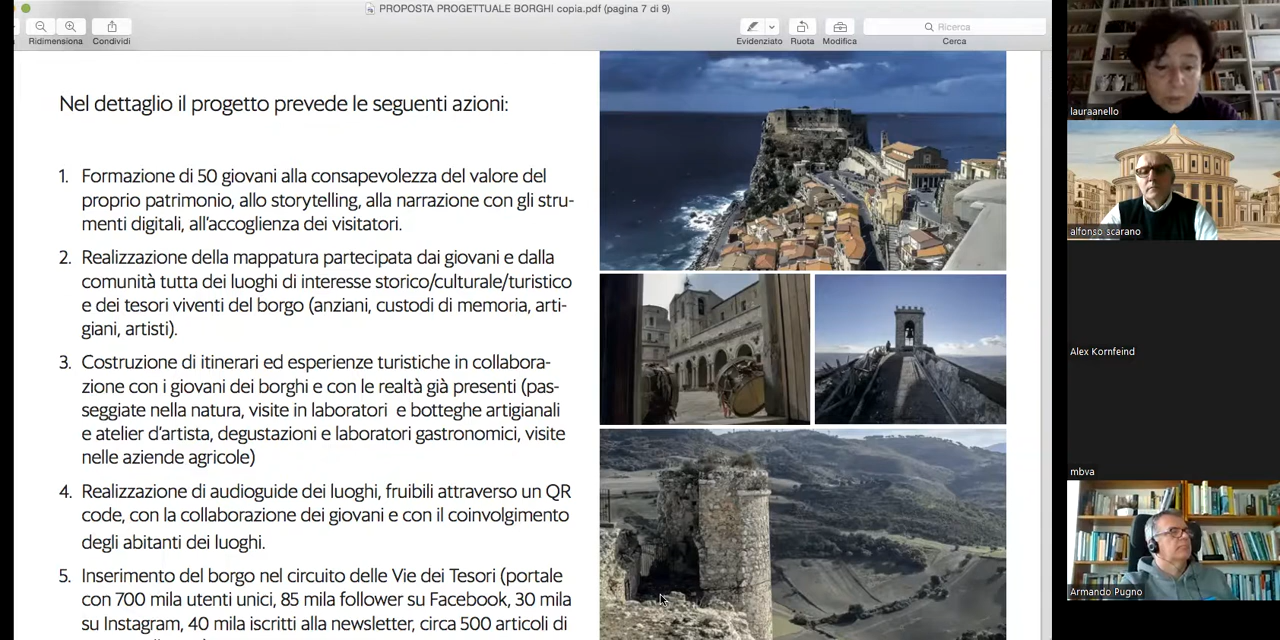 PROPOSTA PROGETTUALE BORGHI copia.pdf (pagina 7 di 9)
Ridimensiona
Condividi
Evidenziato
Ruota
Modifica
Ricerca
Cerca
Nel dettaglio il progetto prevede le seguenti azioni:
1. Formazione di 50 giovani alla consapevolezza del valore del
proprio patrimonio, allo storytelling, alla narrazione con gli stru-
menti digitali, all'accoglienza dei visitatori.
2. Realizzazione della mappatura partecipata dai giovani e dalla
comunità tutta dei luoghi di interesse storico/culturale/turistico
e dei tesori viventi del borgo (anziani, custodi di memoria, arti-
giani, artisti).
3. Costruzione di itinerari ed esperienze turistiche in collabora-
zione con i giovani dei borghi e con le realtà già presenti (pas-
seggiate nella natura, visite in laboratori e botteghe artigianali
e atelier d'artista, degustazioni e laboratori gastronomici, visite
nelle aziende agricole)
4. Realizzazione di audioguide dei luoghi, fruibili attraverso un QR
code, con la collaborazione dei giovani e con il coinvolgimento
degli abitanti dei luoghi.
5. Inserimento del borgo nel circuito delle Vie dei Tesori (portale
con 700 mila utenti unici, 85 mila follower su Facebook, 30 mila
su Instagram, 40 mila iscritti alla newsletter, circa 500 articoli di
lauraanello
alfonso scarano
Alex Kornfeind
mbva
Armando Pugno